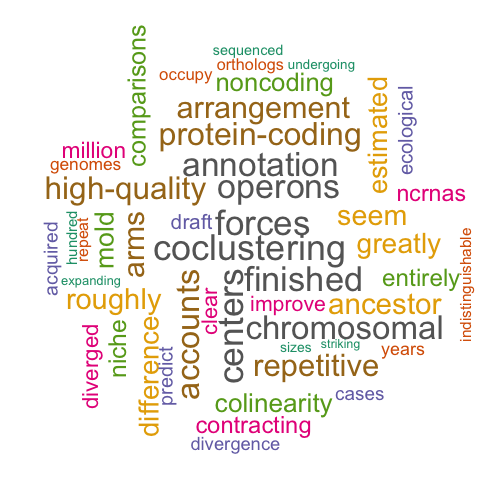 sequenced
orthologs
undergoing
occupy
noncoding
comparisons
arrangement
estimated
ecological
protein-coding
million
genomes
annotation
high-quality
operons
ncrnas
acquired
hundred
repeat
mold
arms
draft
forces
seem
coclustering
greatly
indistinguishable
expanding
roughly
accounts
centers
finished
entirely
clear
improve
ancestor
chromosomal
diverged
niche
difference
predict
sizes
striking
years
repetitive
colinearity
cases
contracting
divergence